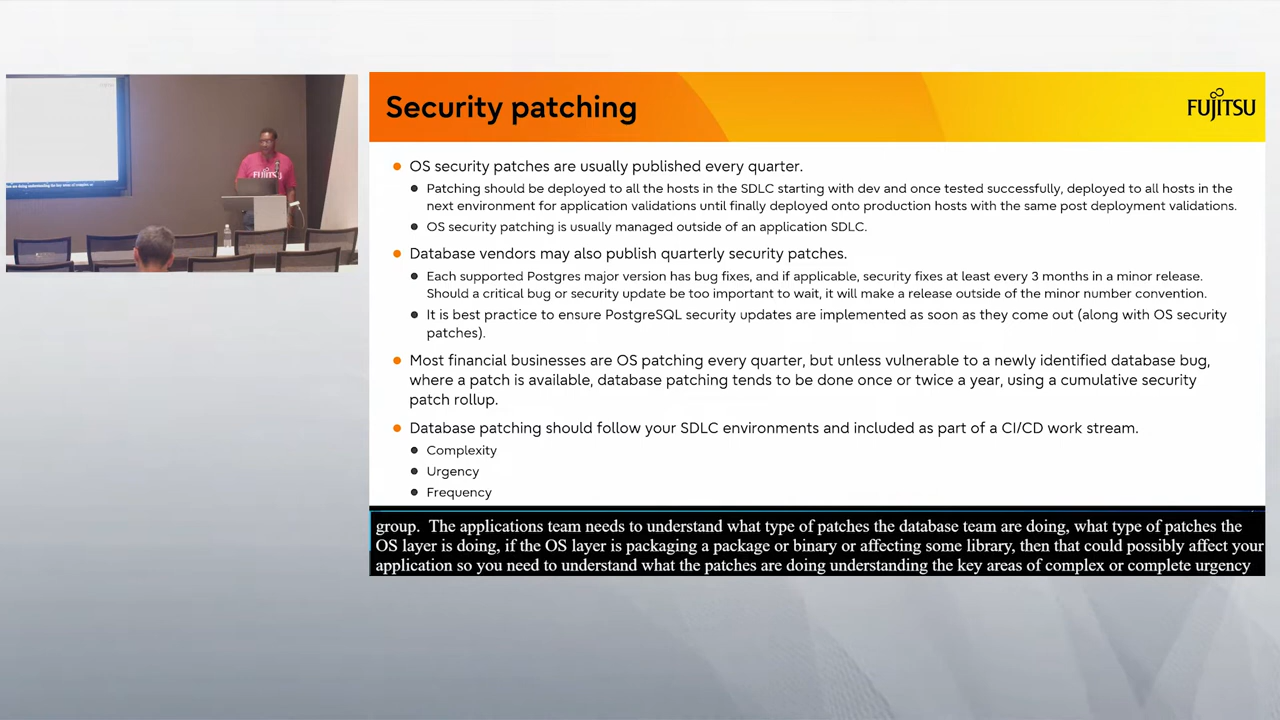 Security patching
FUJITSU
OS security patches are usually published every quarter.
Patching should be deployed to all the hosts in the SDLC starting with dev and once tested successfully, deployed to all hosts in the
next environment for application validations until finally deployed onto production hosts with the same post deployment validations.
OS security patching is usually managed outside of an application SDLC.
Database vendors may also publish quarterly security patches.
Each supported Postgres major version has bug fixes, and if applicable, security fixes at least every 3 months in a minor release.
Should a critical bug or security update be too important to wait, it will make a release outside of the minor number convention.
It is best practice to ensure PostgreSQL security updates are implemented as soon as they come out (along with OS security
patches).
Most financial businesses are OS patching every quarter, but unless vulnerable to a newly identified database bug,
where a patch is available, database patching tends to be done once or twice a year, using a cumulative security
patch rollup.
Database patching should follow your SDLC environments and included as part of a CI/CD work stream.
Complexity
Urgency
Frequency
group. The applications team needs to understand what type of patches the database team are doing, what type of patches the
OS layer is doing, if the OS layer is packaging a package or binary or affecting some library, then that could possibly affect your
application so you need to understand what the patches are doing understanding the key areas of complex or complete urgency